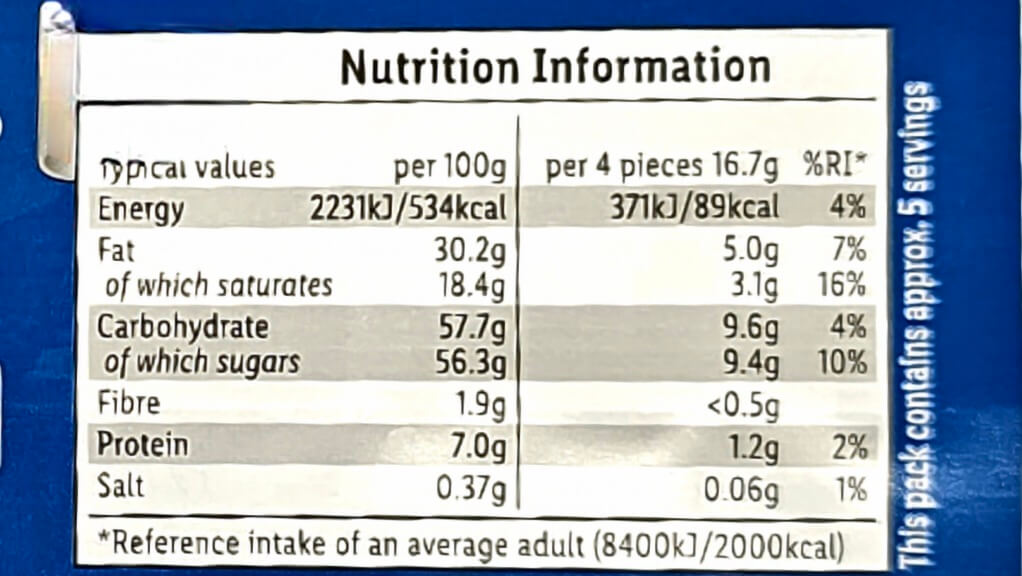 Nutrition Information
Typical values per 100g per 4 pieces 16.7g %RI*
Energy 2231kJ/534kcal 371kJ/89kcal 4%
Fat 30.2g 5.0g 7%
of which saturates 18.4g 3.1g 16%
Carbohydrate 57.7g 9.6g 4%
of which sugars 56.3g 9.4g 10%
Fibre 1.9g <0.5g
Protein 7.0g 1.2g 2%
Salt 0.37g 0.06g 1%
*Reference intake of an average adult (8400kJ/2000kcal)
This pack contains approx. 5 servings